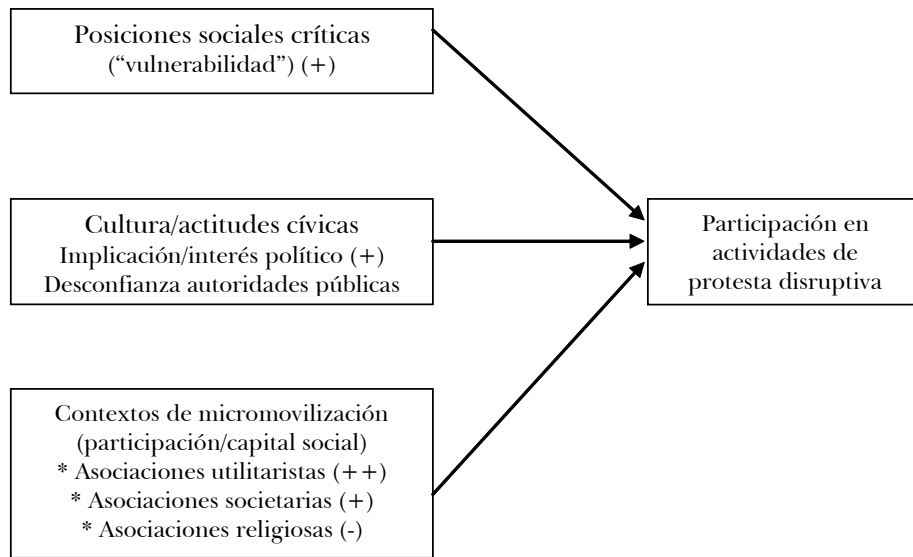 Posiciones sociales críticas
(“vulnerabilidad”) (+)
Cultura/actitudes cívicas
Implicación/interés político (+)
Desconfianza autoridades públicas
Participación en
actividades de
protesta disruptiva
Contextos de micromovilización
(participación/capital social)
* Asociaciones utilitaristas (++)
* Asociaciones societarias (+)
* Asociaciones religiosas (-)